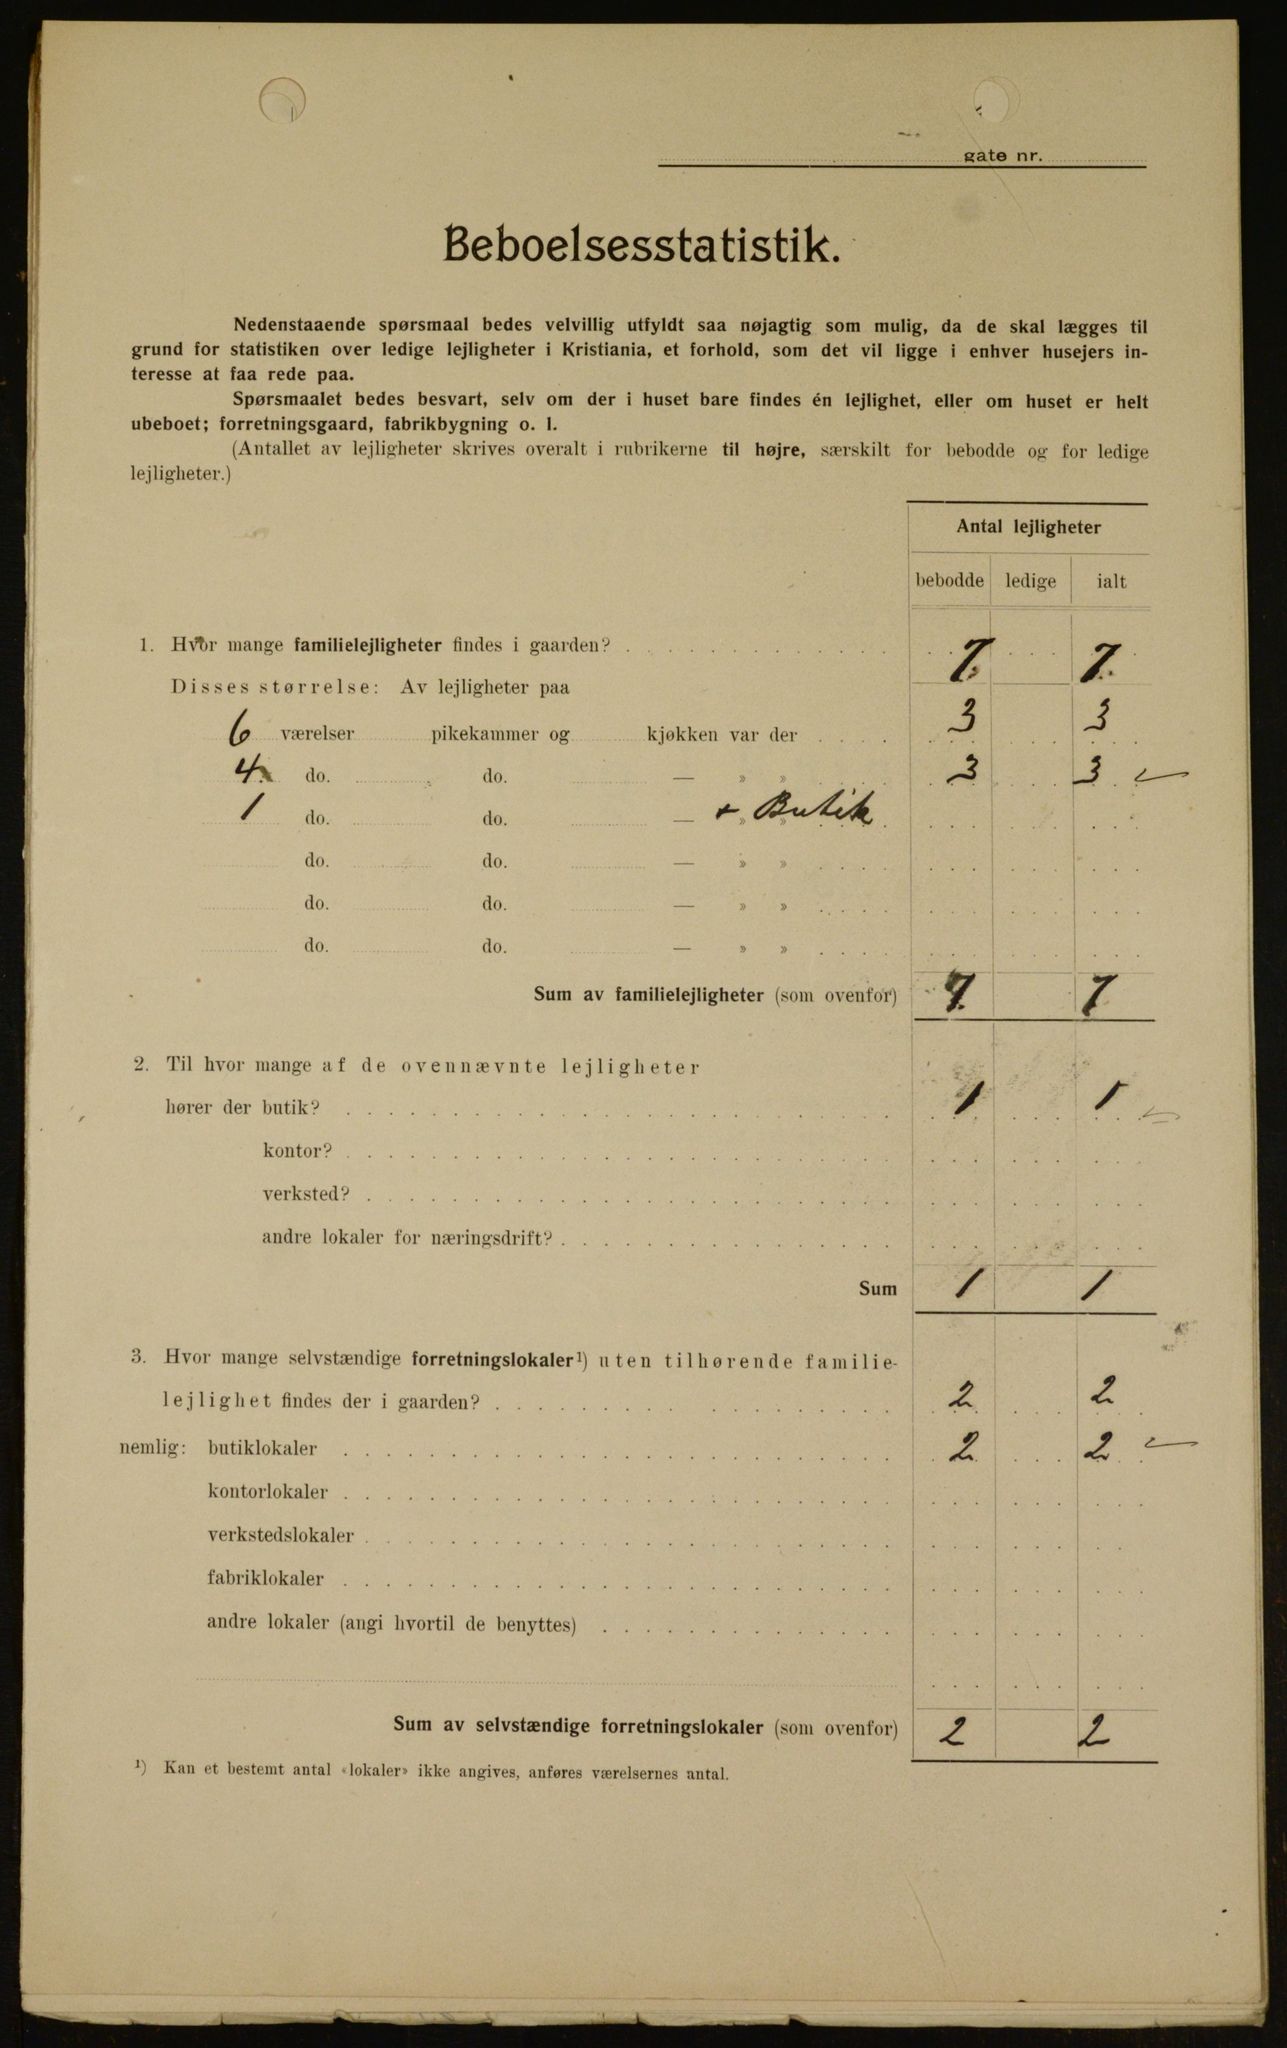 gate nr.
Beboelsesstatistik.
Nedenstaaende spørsmaal bedes velvillig utfyldt saa nøjagtig som mulig, da de skal lægges til
grund for statistiken over ledige lejligheter i Kristiania, et forhold, som det vil ligge i enhver husejers in-
teresse at faa rede paa.
Spørsmaalet bedes besvart, selv om der i huset bare findes én lejlighet, eller om huset er helt
ubeboet; forretningsgaard, fabrikbygning o. l.
(Antallet av lejligheter skrives overalt i rubrikerne til højre, særskilt for bebodde og for ledige
lejligheter.)
Antal lejligheter
bebodde ledige ialt
1. Hvor mange familielejligheter findes i gaarden? 7. 7.
Disses størrelse: Av lejligheter paa
6 værelser pikekammer og kjøkken var der 3 3
4. do. do. — » » 3 3
1 do. do. — » » + Butik
do. do. — » »
do. do. — » »
do. do. — » »
Sum av familielejligheter (som ovenfor) 7. 7
2. Til hvor mange af de ovennævnte lejligheter
hører der butik? 1 1
kontor?
verksted?
andre lokaler for næringsdrift?
Sum 1 1
3. Hvor mange selvstændige forretningslokaler¹) uten tilhørende familie-
lejlighet findes der i gaarden? 2 2
nemlig: butiklokaler 2 2
kontorlokaler
verkstedslokaler
fabriklokaler
andre lokaler (angi hvortil de benyttes)
Sum av selvstændige forretningslokaler (som ovenfor) 2 2
¹) Kan et bestemt antal «lokaler» ikke angives, anføres værelsernes antal.